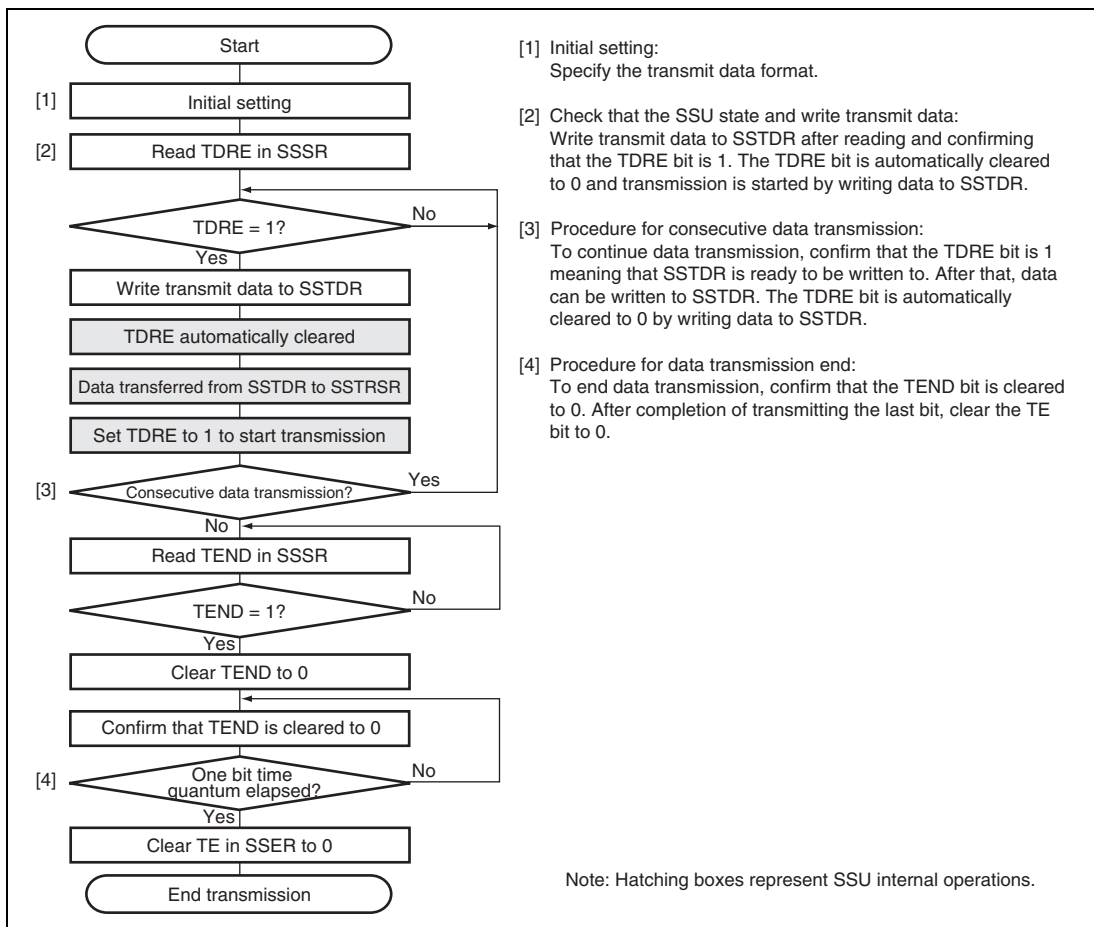 Start
[1] Initial setting
[2] Read TDRE in SSSR
TDRE = 1?
No
Yes
Write transmit data to SSTDR
TDRE automatically cleared
Data transferred from SSTDR to SSTRSR
Set TDRE to 1 to start transmission
[3] Consecutive data transmission?
Yes
No
Read TEND in SSSR
TEND = 1?
No
Yes
Clear TEND to 0
Confirm that TEND is cleared to 0
[4] One bit time
quantum elapsed?
No
Yes
Clear TE in SSER to 0
End transmission
[1] Initial setting:
Specify the transmit data format.
[2] Check that the SSU state and write transmit data:
Write transmit data to SSTDR after reading and confirming
that the TDRE bit is 1. The TDRE bit is automatically cleared
to 0 and transmission is started by writing data to SSTDR.
[3] Procedure for consecutive data transmission:
To continue data transmission, confirm that the TDRE bit is 1
meaning that SSTDR is ready to be written to. After that, data
can be written to SSTDR. The TDRE bit is automatically
cleared to 0 by writing data to SSTDR.
[4] Procedure for data transmission end:
To end data transmission, confirm that the TEND bit is cleared
to 0. After completion of transmitting the last bit, clear the TE
bit to 0.
Note: Hatching boxes represent SSU internal operations.